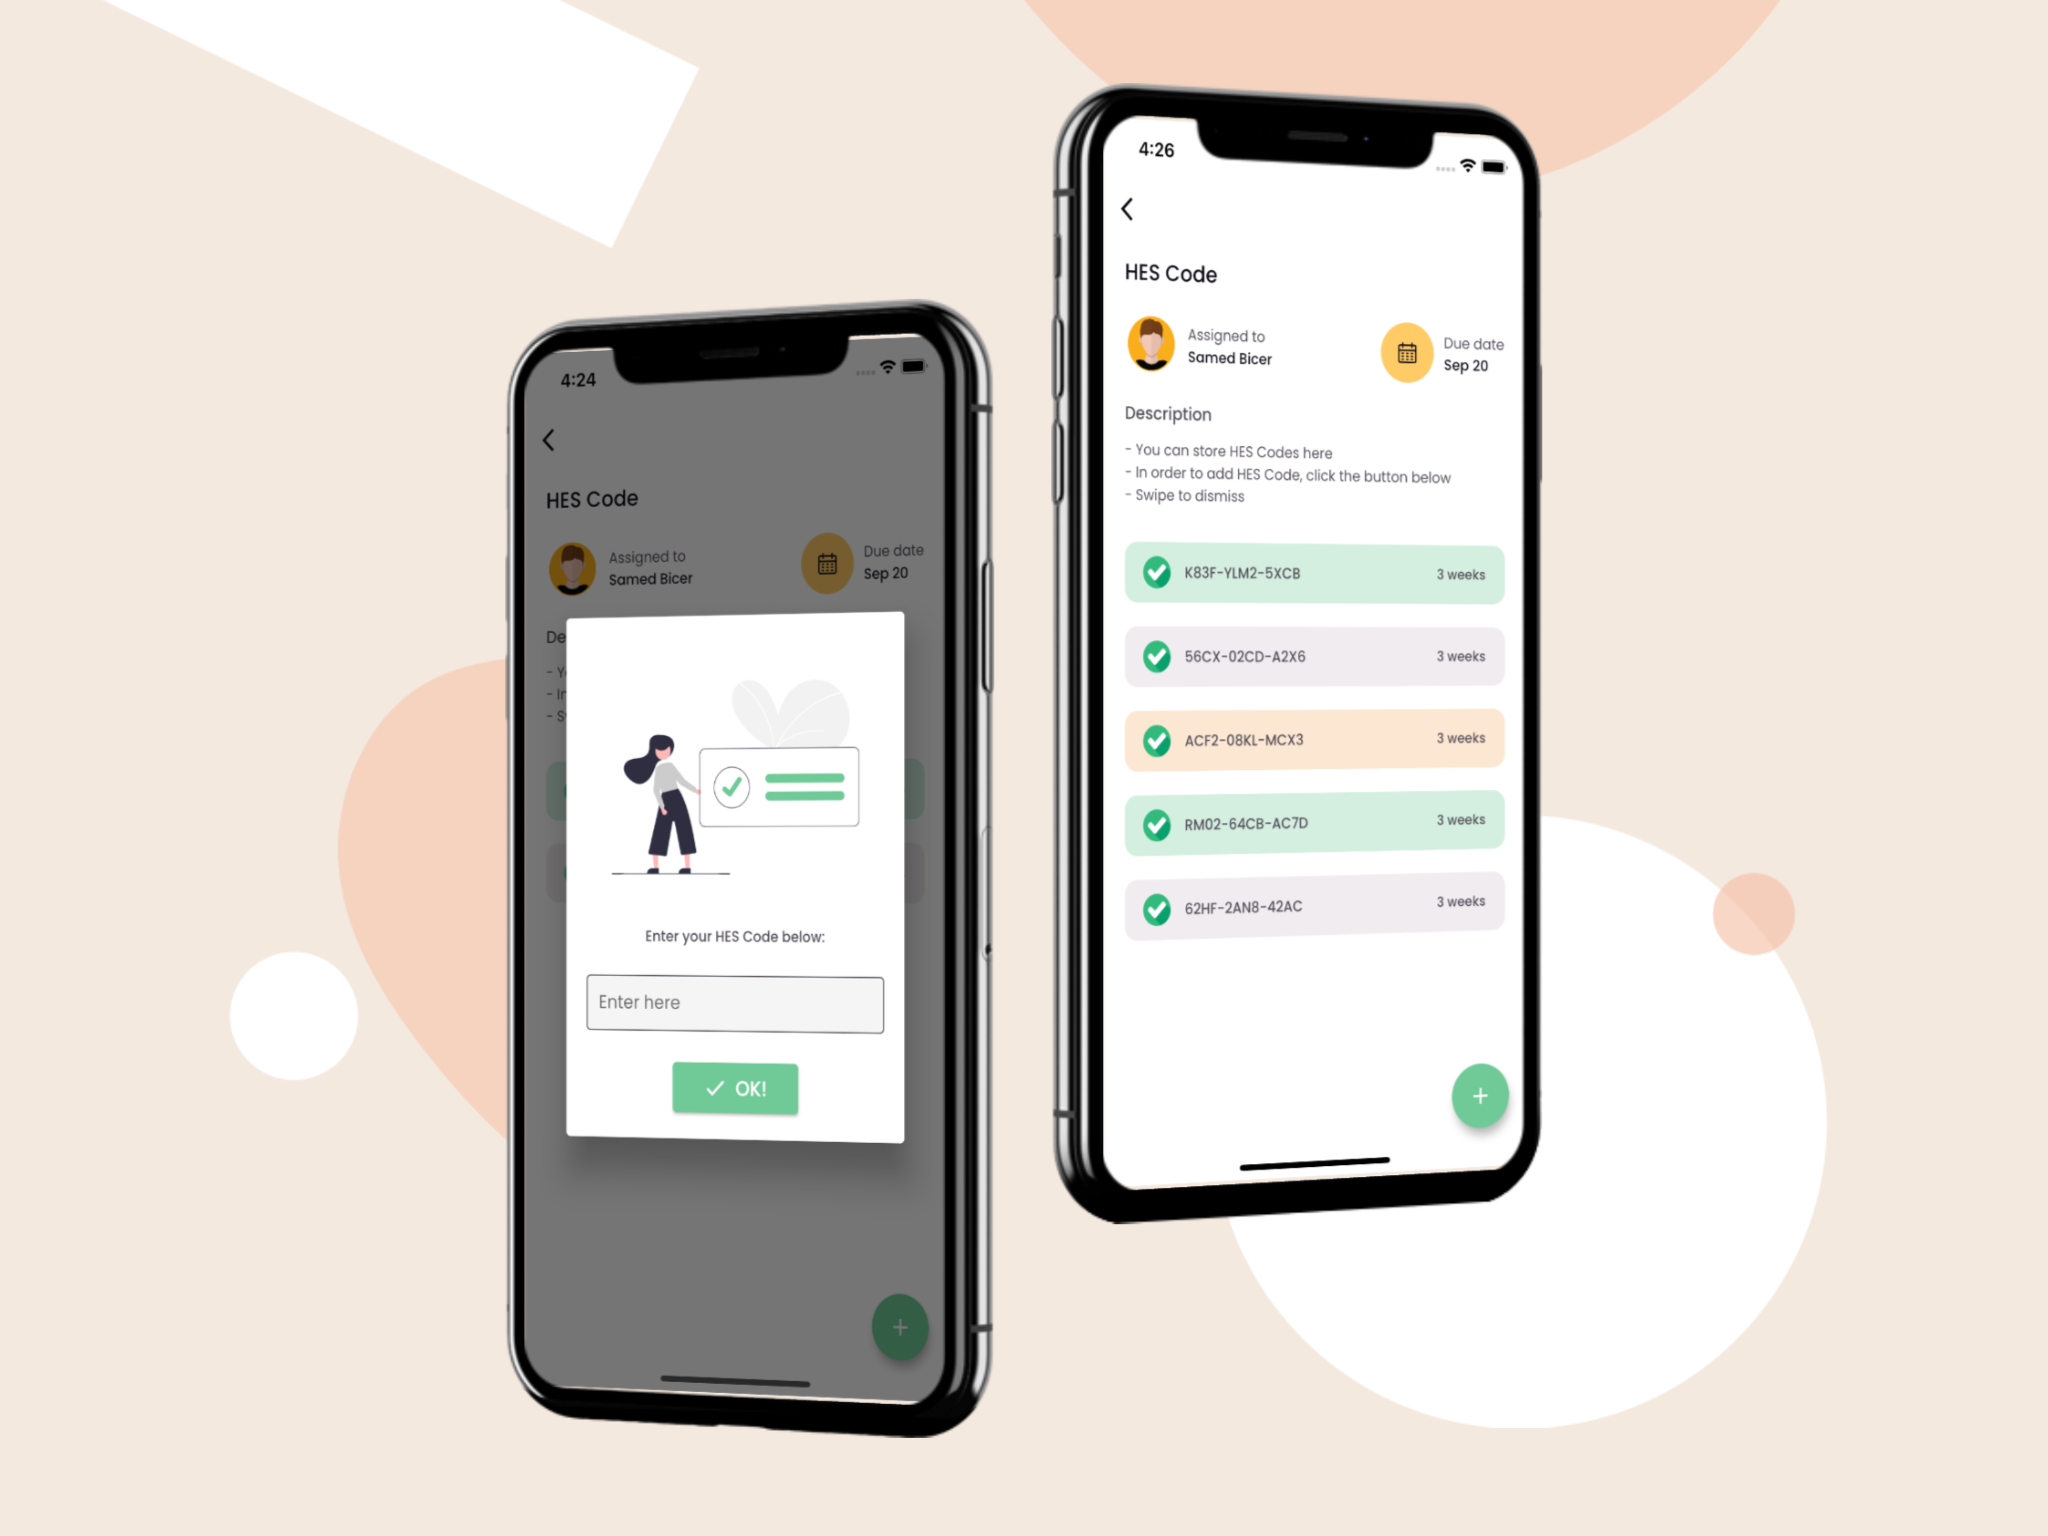 4:24
HES Code
Assigned to
Samed Bicer
Due date
Sep 20
De
- Y
- In
- S
Enter your HES Code below:
Enter here
OK!
+
4:26
HES Code
Assigned to
Samed Bicer
Due date
Sep 20
Description
- You can store HES Codes here
- In order to add HES Code, click the button below
- Swipe to dismiss
K83F-YLM2-5XCB 3 weeks
56CX-02CD-A2X6 3 weeks
ACF2-08KL-MCX3 3 weeks
RM02-64CB-AC7D 3 weeks
62HF-2AN8-42AC 3 weeks
+